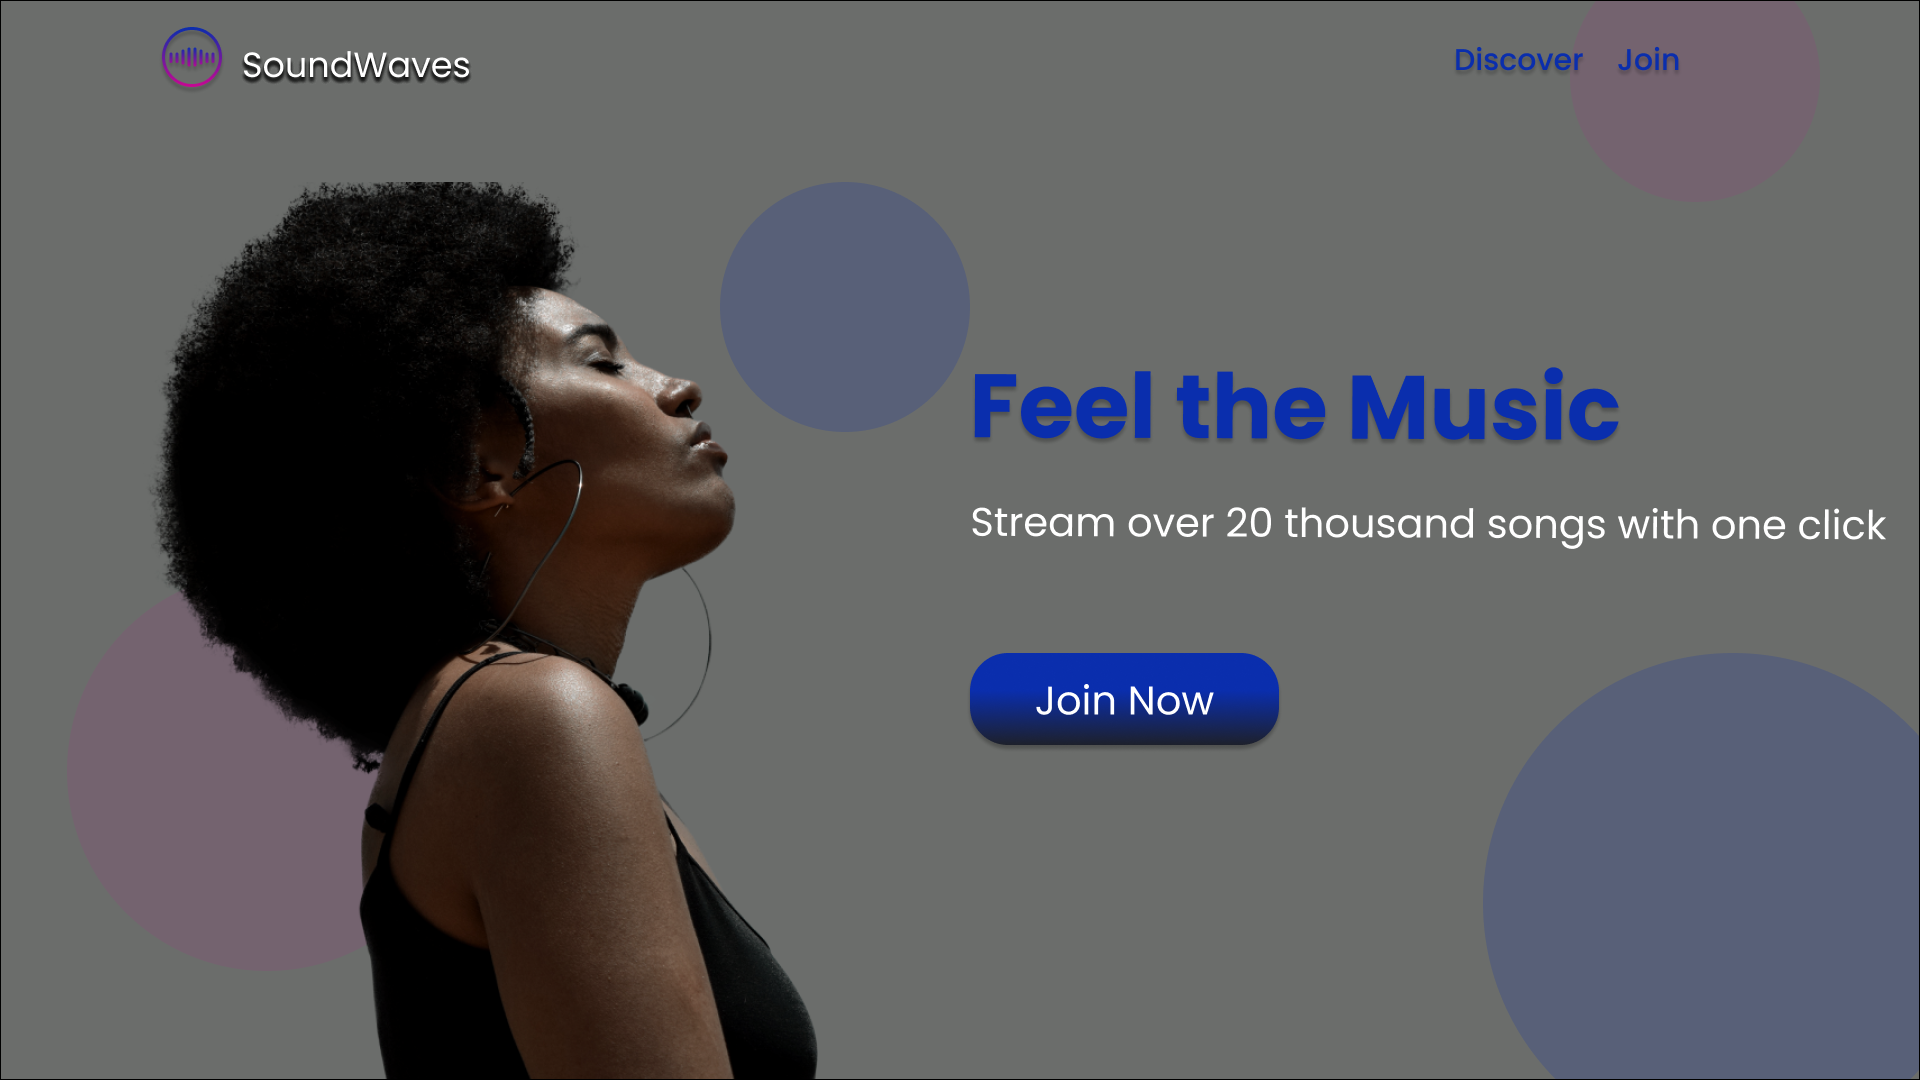 SoundWaves
Discover Join
Feel the Music
Stream over 20 thousand songs with one click
Join Now